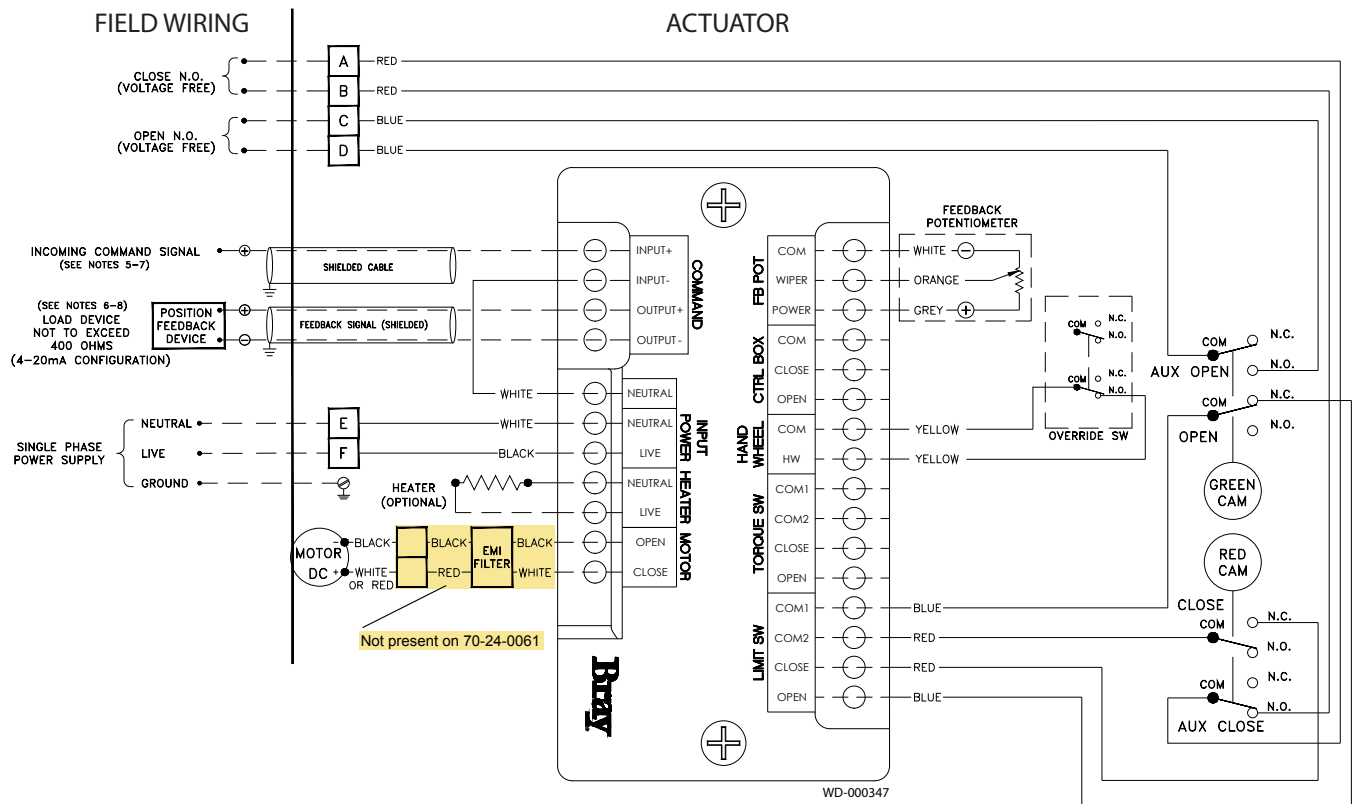 FIELD WIRING
ACTUATOR
CLOSE N.O.
(VOLTAGE FREE)
A
RED
B
RED
OPEN N.O.
(VOLTAGE FREE)
C
BLUE
D
BLUE
INCOMING COMMAND SIGNAL
(SEE NOTES 5-7)
SHIELDED CABLE
(SEE NOTES 6-8)
LOAD DEVICE
NOT TO EXCEED
400 OHMS
(4-20mA CONFIGURATION)
POSITION
FEEDBACK
DEVICE
FEEDBACK SIGNAL (SHIELDED)
SINGLE PHASE
POWER SUPPLY
NEUTRAL
LIVE
GROUND
E
F
WHITE
WHITE
BLACK
HEATER
(OPTIONAL)
MOTOR
DC
-
+
BLACK
WHITE
OR RED
BLACK
RED
EMI
FILTER
BLACK
WHITE
Not present on 70-24-0061
INPUT+
INPUT-
OUTPUT+
OUTPUT-
COMMAND
NEUTRAL
NEUTRAL
LIVE
INPUT
POWER
NEUTRAL
LIVE
HEATER
OPEN
CLOSE
MOTOR
Bray
COM
WIPER
POWER
FB POT
COM
CLOSE
OPEN
CTRL BOX
COM
HW
HAND
WHEEL
COM1
COM2
CLOSE
OPEN
TORQUE SW
COM1
COM2
CLOSE
OPEN
LIMIT SW
WD-000347
FEEDBACK
POTENTIOMETER
WHITE
-
ORANGE
GREY
+
YELLOW
YELLOW
BLUE
RED
RED
BLUE
COM
N.C.
N.O.
COM
N.C.
N.O.
OVERRIDE SW
COM
N.C.
N.O.
AUX OPEN
COM
N.C.
N.O.
OPEN
GREEN
CAM
RED
CAM
CLOSE
COM
N.C.
N.O.
COM
N.C.
N.O.
AUX CLOSE